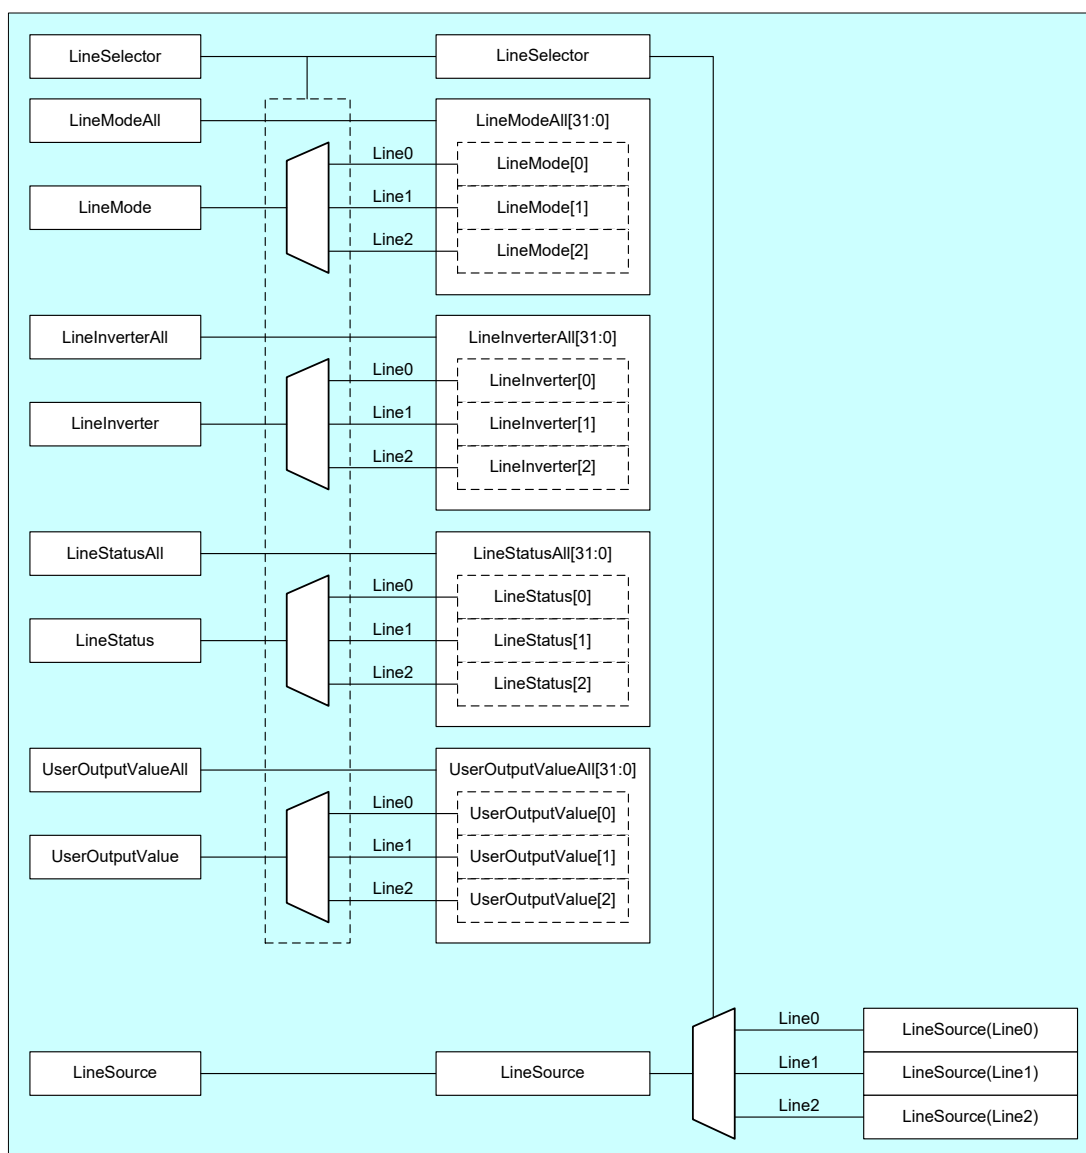 LineSelector
LineSelector
LineModeAll
LineModeAll[31:0]
Line0
LineMode[0]
LineMode
Line1
LineMode[1]
Line2
LineMode[2]
LineInverterAll
LineInverterAll[31:0]
Line0
LineInverter[0]
LineInverter
Line1
LineInverter[1]
Line2
LineInverter[2]
LineStatusAll
LineStatusAll[31:0]
Line0
LineStatus[0]
LineStatus
Line1
LineStatus[1]
Line2
LineStatus[2]
UserOutputValueAll
UserOutputValueAll[31:0]
Line0
UserOutputValue[0]
UserOutputValue
Line1
UserOutputValue[1]
Line2
UserOutputValue[2]
Line0
LineSource(Line0)
LineSource
LineSource
Line1
LineSource(Line1)
Line2
LineSource(Line2)